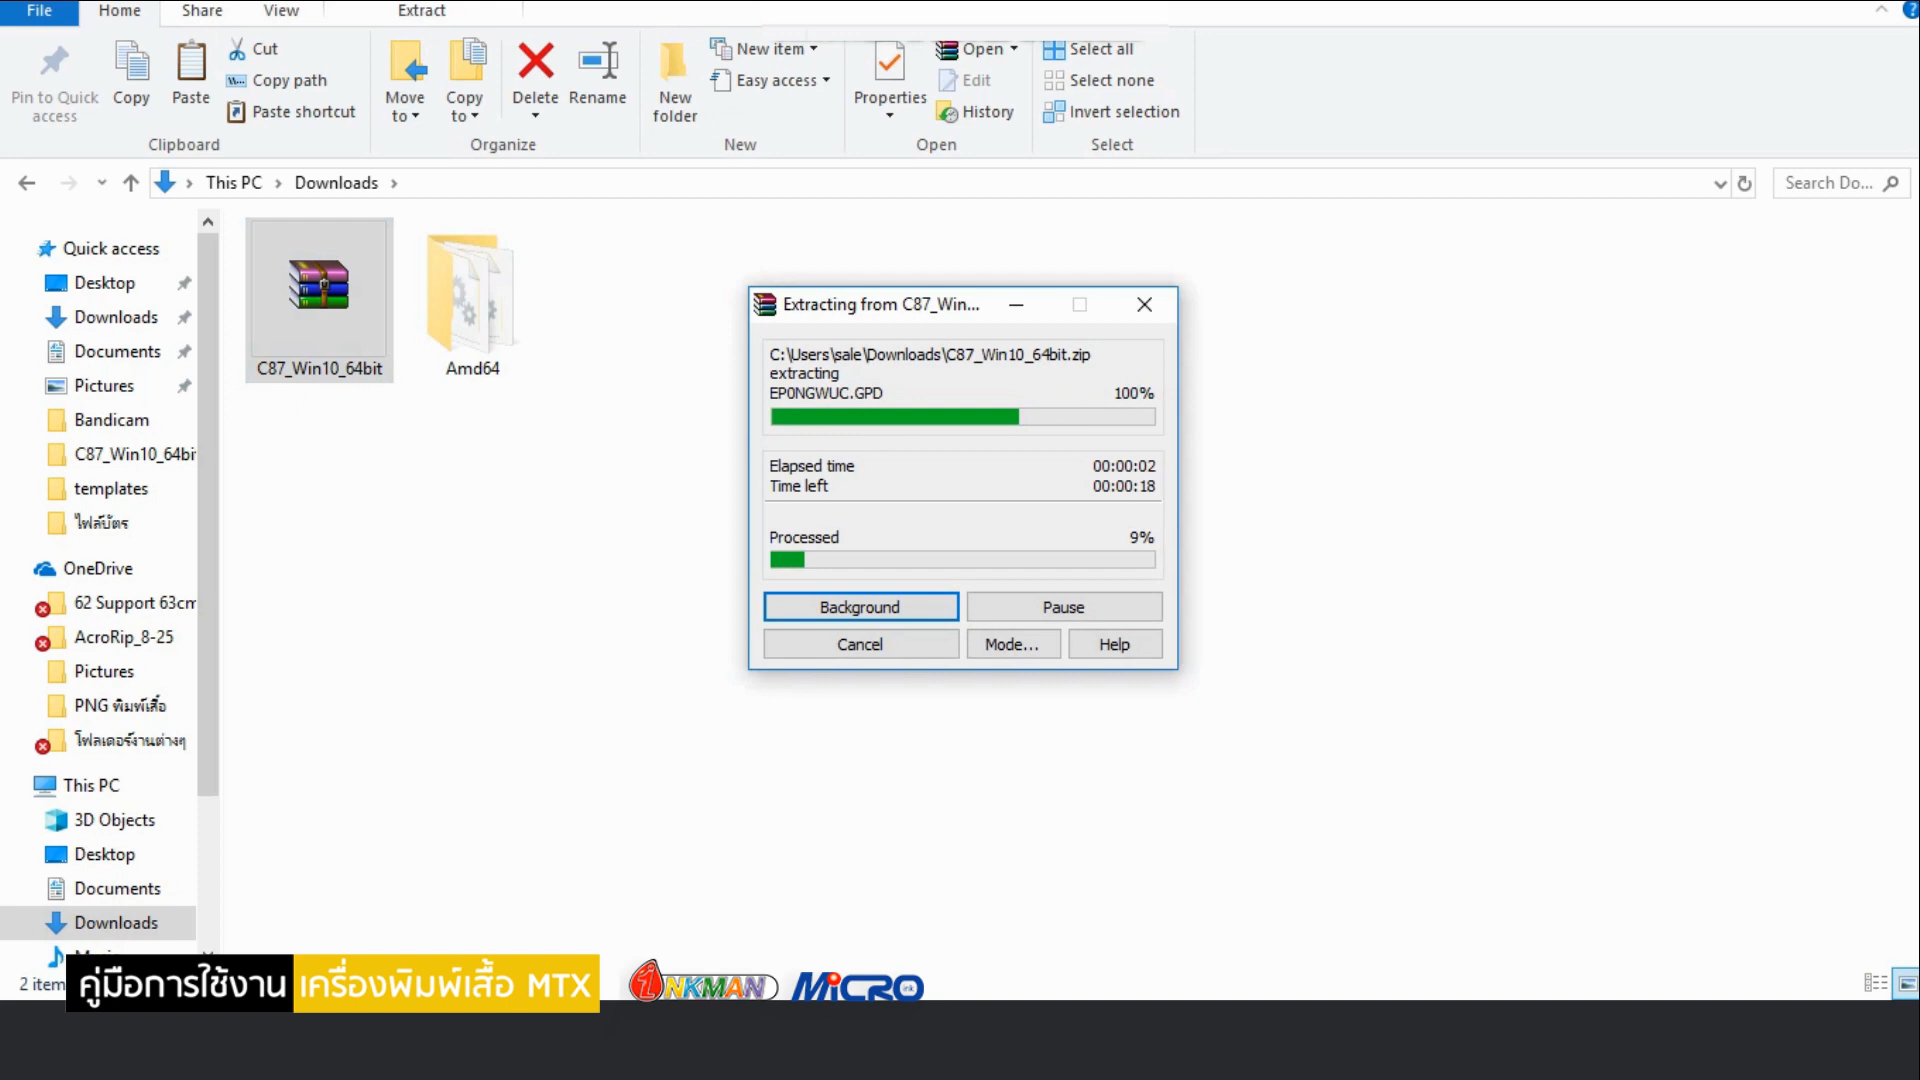 File Home Share View Extract
Pin to Quick access
Copy
Paste
Cut
Copy path
Paste shortcut
Clipboard
Move to
Copy to
Delete
Rename
Organize
New folder
New item
Easy access
New
Properties
Open
Edit
History
Open
Select all
Select none
Invert selection
Select
This PC Downloads
Search Do...
Quick access
Desktop
Downloads
Documents
Pictures
Bandicam
C87_Win10_64bi
templates
ไฟล์บัตร
OneDrive
62 Support 63cm
AcroRip_8-25
Pictures
PNG พิมพ์เสื้อ
โฟลเดอร์งานต่างๆ
This PC
3D Objects
Desktop
Documents
Downloads
2 item
C87_Win10_64bit
Amd64
Extracting from C87_Win...
C:\Users\sale\Downloads\C87_Win10_64bit.zip
extracting
EP0NGWUC.GPD 100%
Elapsed time 00:00:02
Time left 00:00:18
Processed 9%
Background Pause
Cancel Mode... Help
คู่มือการใช้งาน เครื่องพิมพ์เสื้อ MTX
iNKMAN MiCRO ink